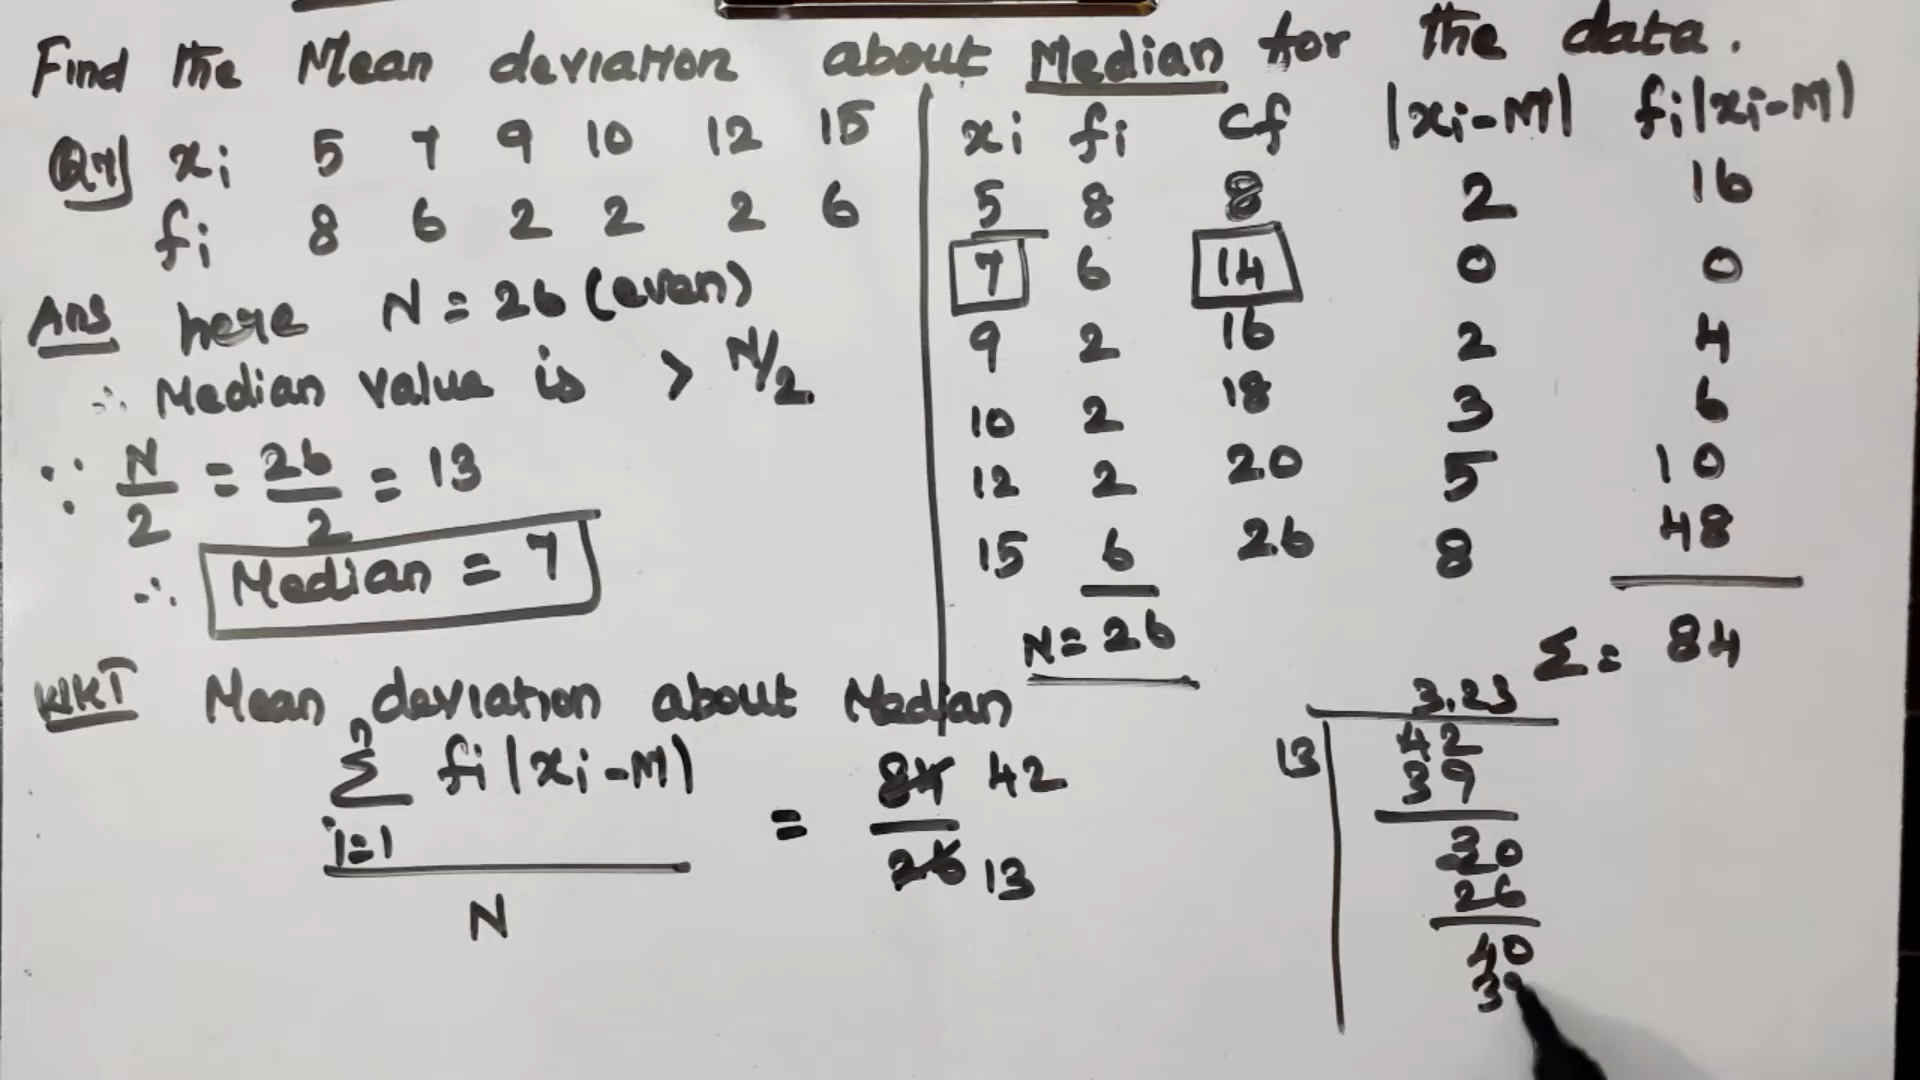 Find the Mean deviation about Median for the data.
Q7] xi 5 7 9 10 12 15
fi 8 6 2 2 2 6
Ans here N = 26 (even)
∴ Median value is > N/2
∵ N/2 = 26/2 = 13
∴ Median = 7
WKT Mean deviation about Median
n
Σ fi|xi-M|
i=1
N
= 84 42
26 13
xi fi cf |xi-M| fi|xi-M|
5 8 8 2 16
7 6 14 0 0
9 2 16 2 4
10 2 18 3 6
12 2 20 5 10
15 6 26 8 48
N = 26
Σ = 84
3.23
13 42
39
30
26
40
39